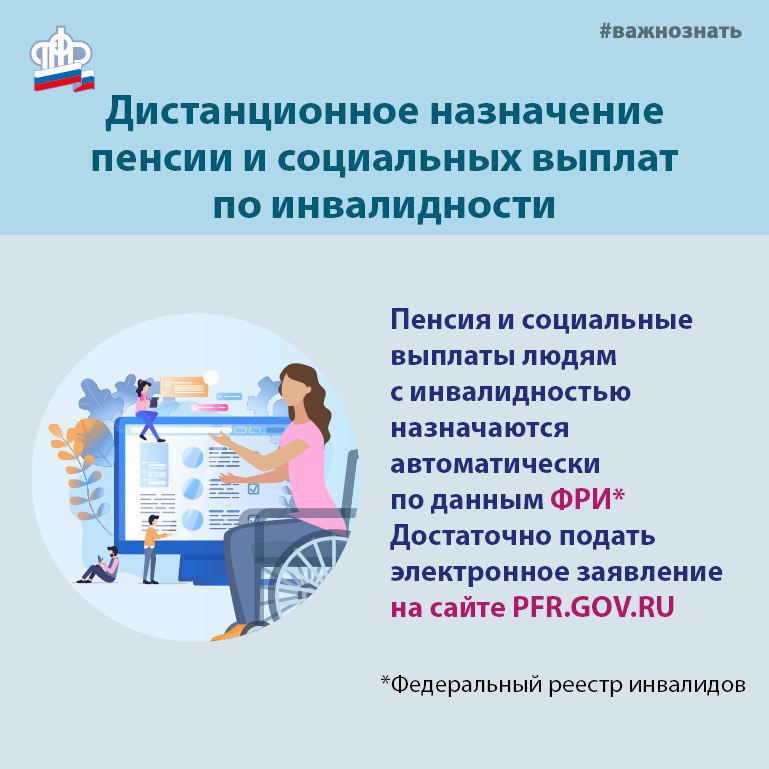 #важнознать
Дистанционное назначение
пенсии и социальных выплат
по инвалидности
Пенсия и социальные
выплаты людям
с инвалидностью
назначаются
автоматически
по данным ФРИ*
Достаточно подать
электронное заявление
на сайте PFR.GOV.RU
*Федеральный реестр инвалидов